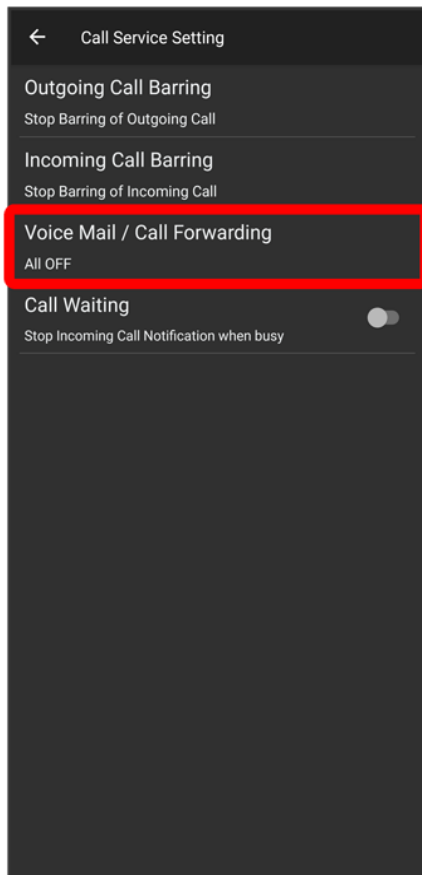 Call Service Setting
Outgoing Call Barring
Stop Barring of Outgoing Call
Incoming Call Barring
Stop Barring of Incoming Call
Voice Mail / Call Forwarding
All OFF
Call Waiting
Stop Incoming Call Notification when busy